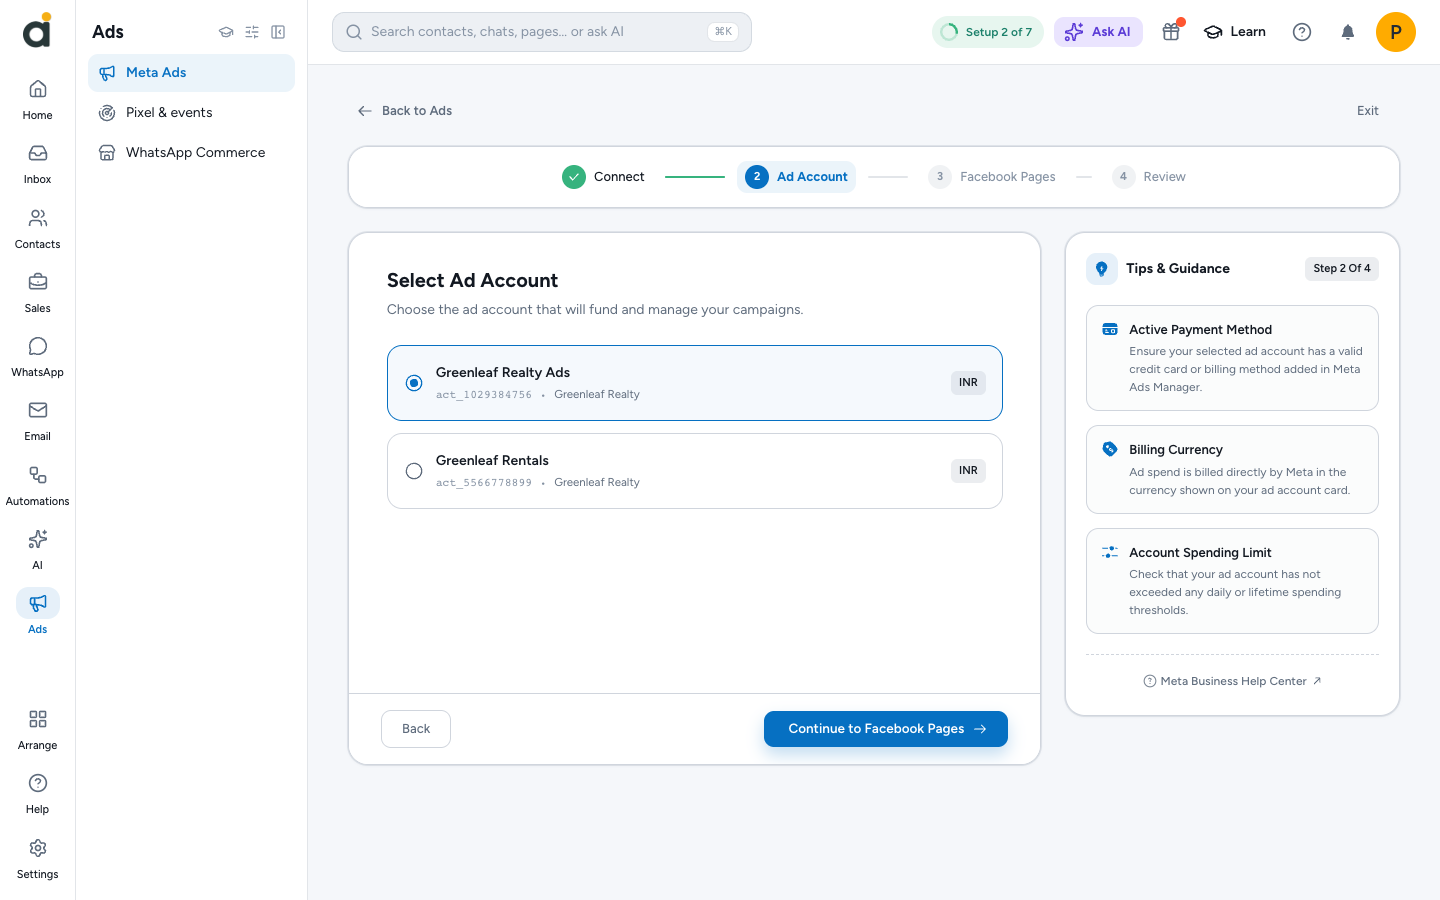 Ads
Search contacts, chats, pages... or ask AI
⌘K
Setup 2 of 7
Ask AI
Learn
P
Home
Inbox
Contacts
Sales
WhatsApp
Email
Automations
AI
Ads
Arrange
Help
Settings
Meta Ads
Pixel & events
WhatsApp Commerce
Back to Ads
Exit
Connect
2 Ad Account
3 Facebook Pages
4 Review
Select Ad Account
Choose the ad account that will fund and manage your campaigns.
Greenleaf Realty Ads
act_1029384756 • Greenleaf Realty
INR
Greenleaf Rentals
act_5566778899 • Greenleaf Realty
INR
Back
Continue to Facebook Pages
Tips & Guidance
Step 2 Of 4
Active Payment Method
Ensure your selected ad account has a valid
credit card or billing method added in Meta
Ads Manager.
Billing Currency
Ad spend is billed directly by Meta in the
currency shown on your ad account card.
Account Spending Limit
Check that your ad account has not
exceeded any daily or lifetime spending
thresholds.
Meta Business Help Center